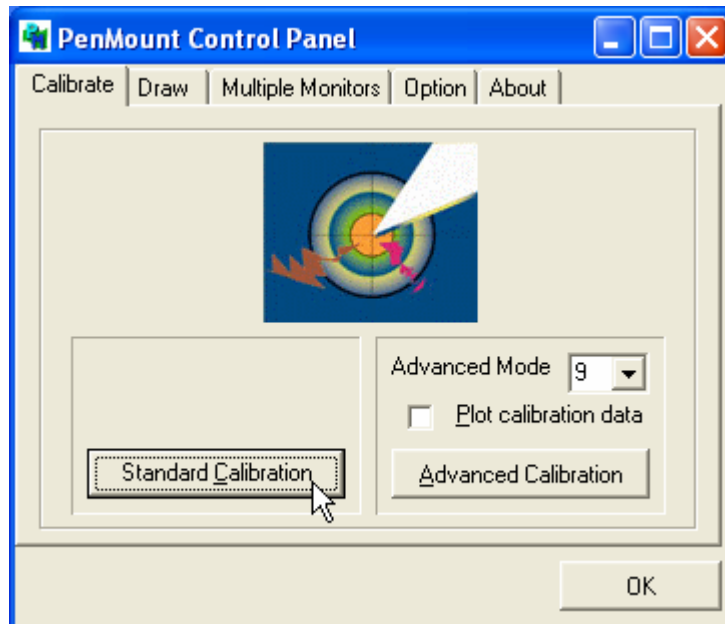 PenMount Control Panel
Calibrate Draw Multiple Monitors Option About
Advanced Mode 9
Plot calibration data
Standard Calibration Advanced Calibration
OK